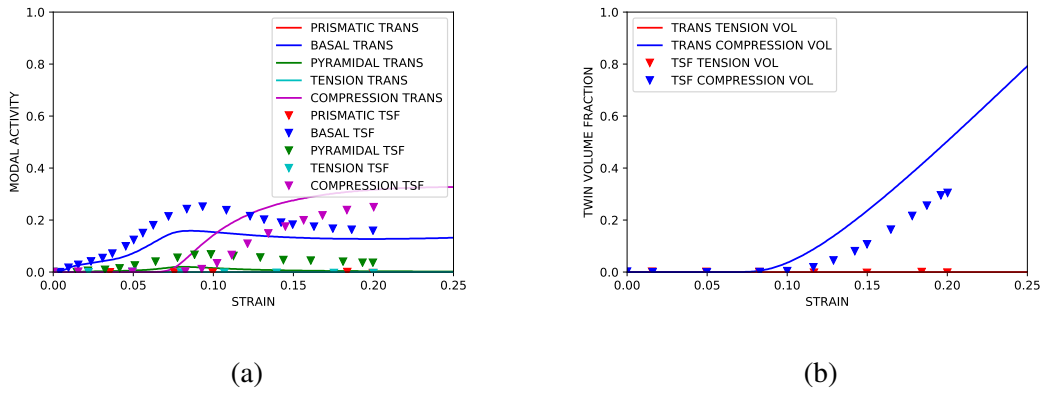 1.0
0.8
0.6
0.4
0.2
0.0
MODAL ACTIVITY
PRISMATIC TRANS
BASAL TRANS
PYRAMIDAL TRANS
TENSION TRANS
COMPRESSION TRANS
PRISMATIC TSF
BASAL TSF
PYRAMIDAL TSF
TENSION TSF
COMPRESSION TSF
0.00 0.05 0.10 0.15 0.20 0.25
STRAIN
(a)
1.0
0.8
0.6
0.4
0.2
0.0
TWIN VOLUME FRACTION
TRANS TENSION VOL
TRANS COMPRESSION VOL
TSF TENSION VOL
TSF COMPRESSION VOL
0.00 0.05 0.10 0.15 0.20 0.25
STRAIN
(b)